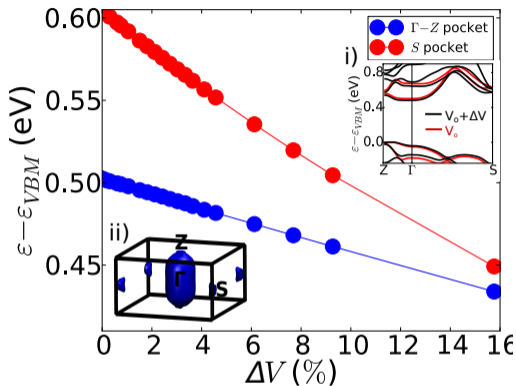 0.60
0.55
0.50
0.45
ε−ε_VBM (eV)
0 2 4 6 8 10 12 14 16
ΔV (%)
Γ−Z pocket
S pocket
i)
0.8
0.4
0.0
ε−ε_VBM (eV)
V₀+ΔV
V₀
Z Γ S
ii)
Z
Γ
S